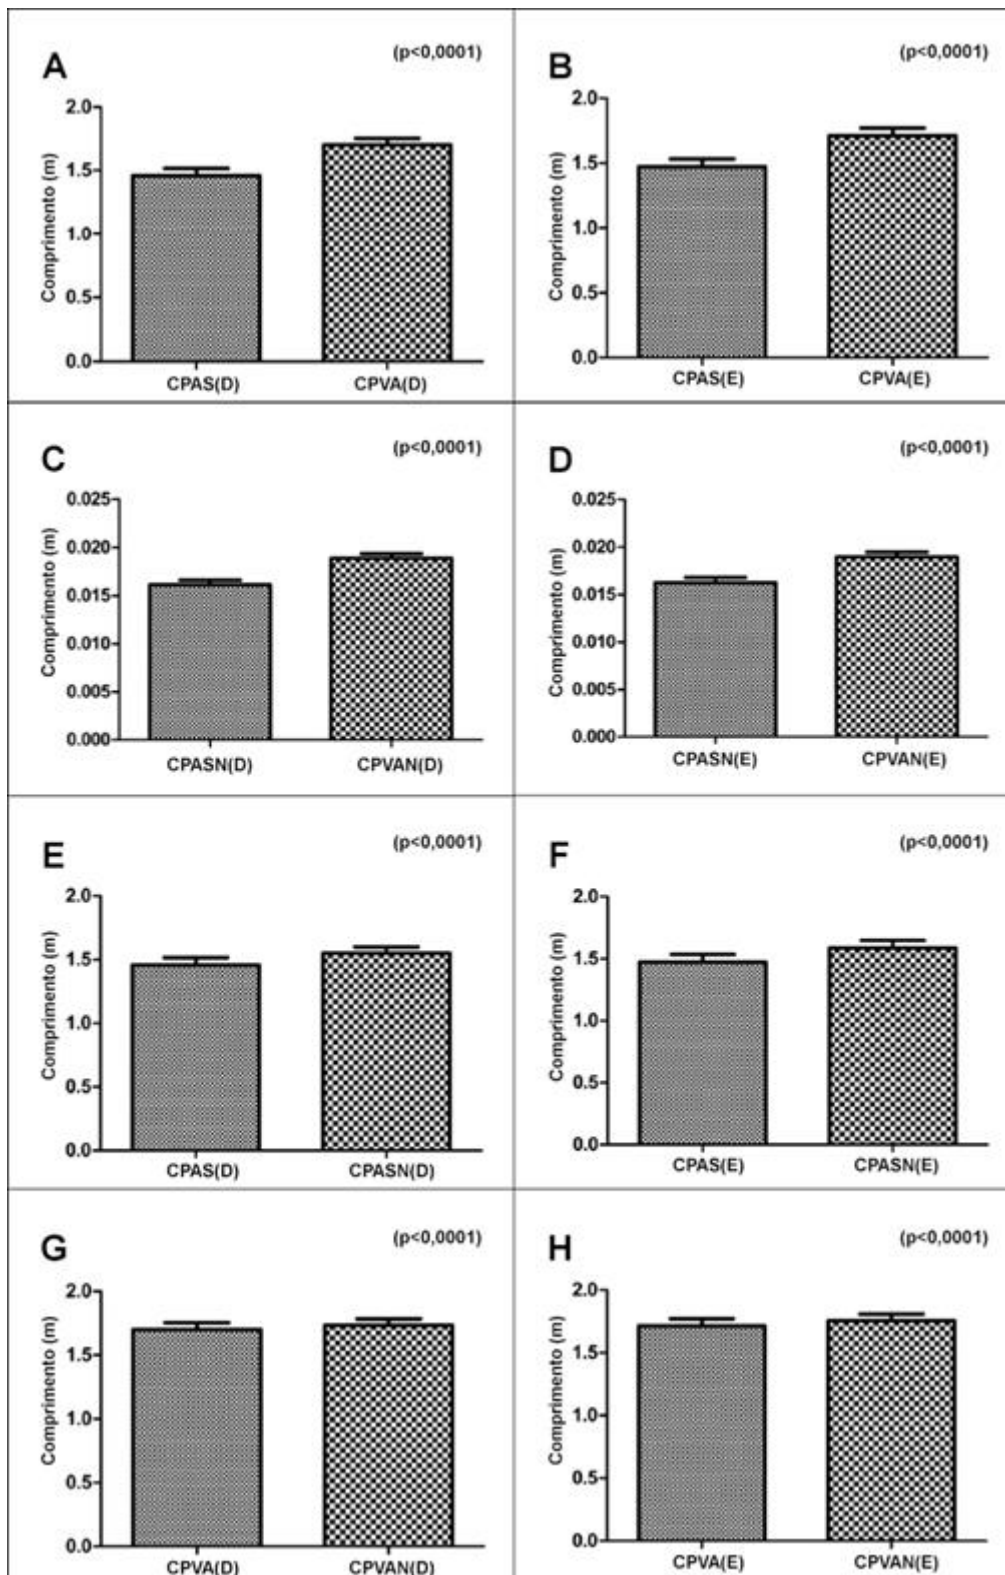 A
(p<0,0001)
Comprimento (m)
2.0
1.5
1.0
0.5
0.0
CPAS(D)
CPVA(D)
B
(p<0,0001)
Comprimento (m)
2.0
1.5
1.0
0.5
0.0
CPAS(E)
CPVA(E)
C
(p<0,0001)
Comprimento (m)
0.025
0.020
0.015
0.010
0.005
0.000
CPASN(D)
CPVAN(D)
D
(p<0,0001)
Comprimento (m)
0.025
0.020
0.015
0.010
0.005
0.000
CPASN(E)
CPVAN(E)
E
(p<0,0001)
Comprimento (m)
2.0
1.5
1.0
0.5
0.0
CPAS(D)
CPASN(D)
F
(p<0,0001)
Comprimento (m)
2.0
1.5
1.0
0.5
0.0
CPAS(E)
CPASN(E)
G
(p<0,0001)
Comprimento (m)
2.0
1.5
1.0
0.5
0.0
CPVA(D)
CPVAN(D)
H
(p<0,0001)
Comprimento (m)
2.0
1.5
1.0
0.5
0.0
CPVA(E)
CPVAN(E)